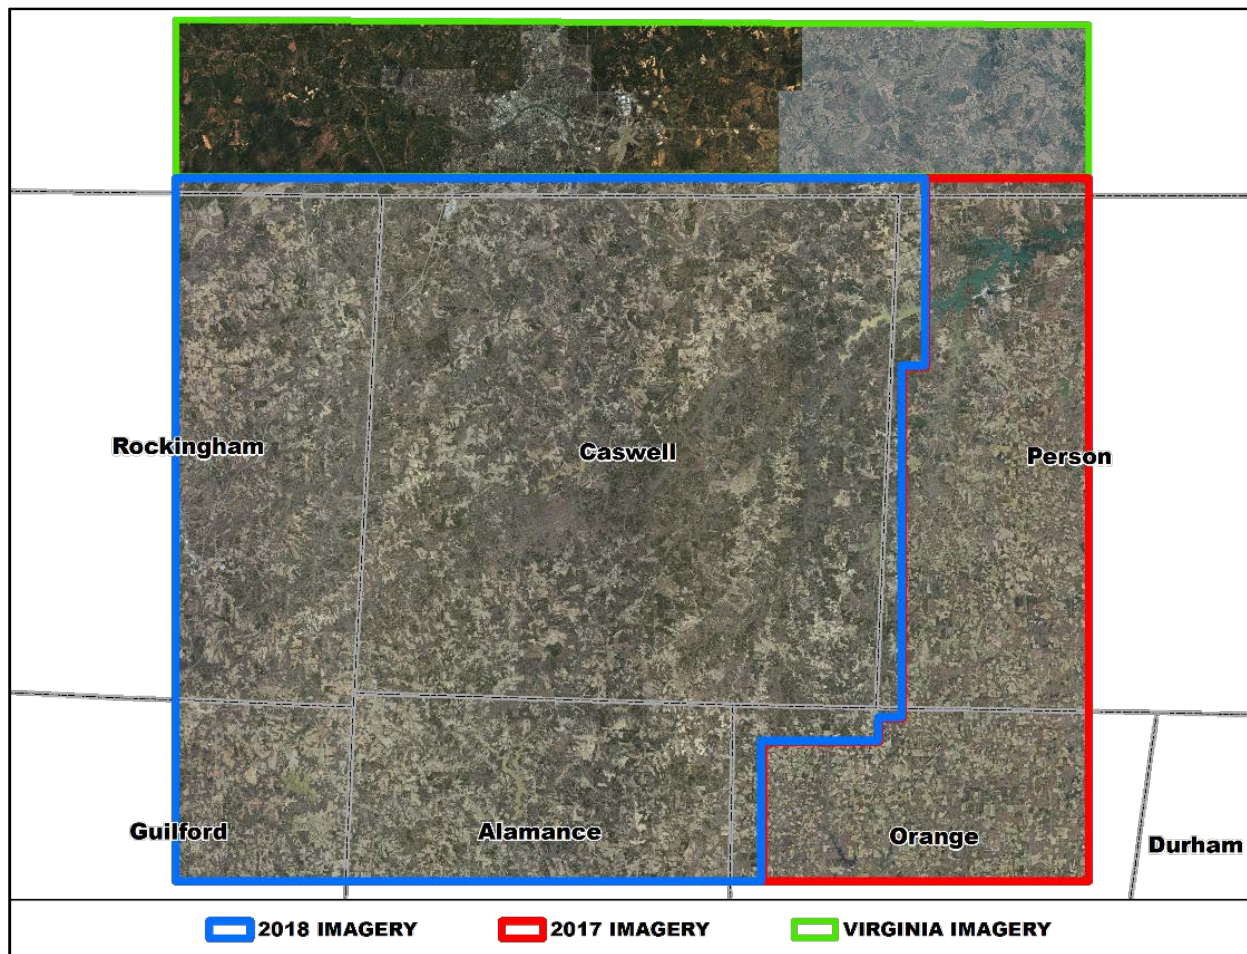 Rockingham
Caswell
Person
Guilford
Alamance
Orange
Durham
2018 IMAGERY
2017 IMAGERY
VIRGINIA IMAGERY